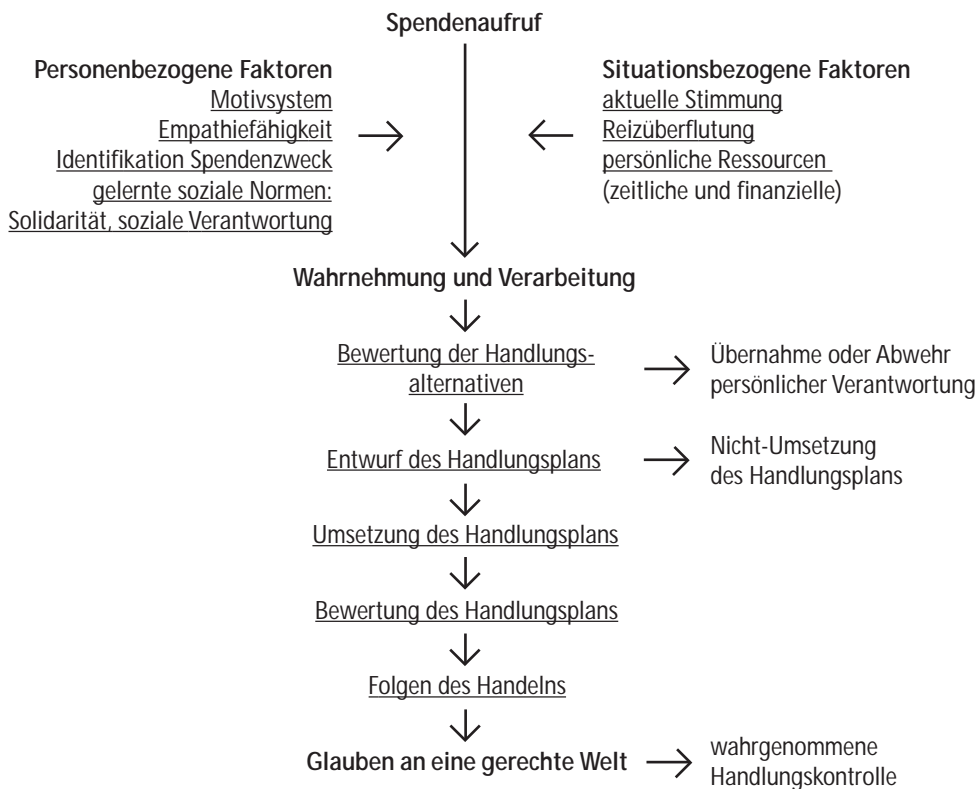 Spendenaufruf
Personenbezogene Faktoren
Motivsystem
Empathiefähigkeit
Identifikation Spendenzweck
gelernte soziale Normen:
Solidarität, soziale Verantwortung
Situationsbezogene Faktoren
aktuelle Stimmung
Reizüberflutung
persönliche Ressourcen
(zeitliche und finanzielle)
Wahrnehmung und Verarbeitung
Bewertung der Handlungs-
alternativen
Übernahme oder Abwehr
persönlicher Verantwortung
Entwurf des Handlungsplans
Nicht-Umsetzung
des Handlungsplans
Umsetzung des Handlungsplans
Bewertung des Handlungsplans
Folgen des Handelns
Glauben an eine gerechte Welt
wahrgenommene
Handlungskontrolle